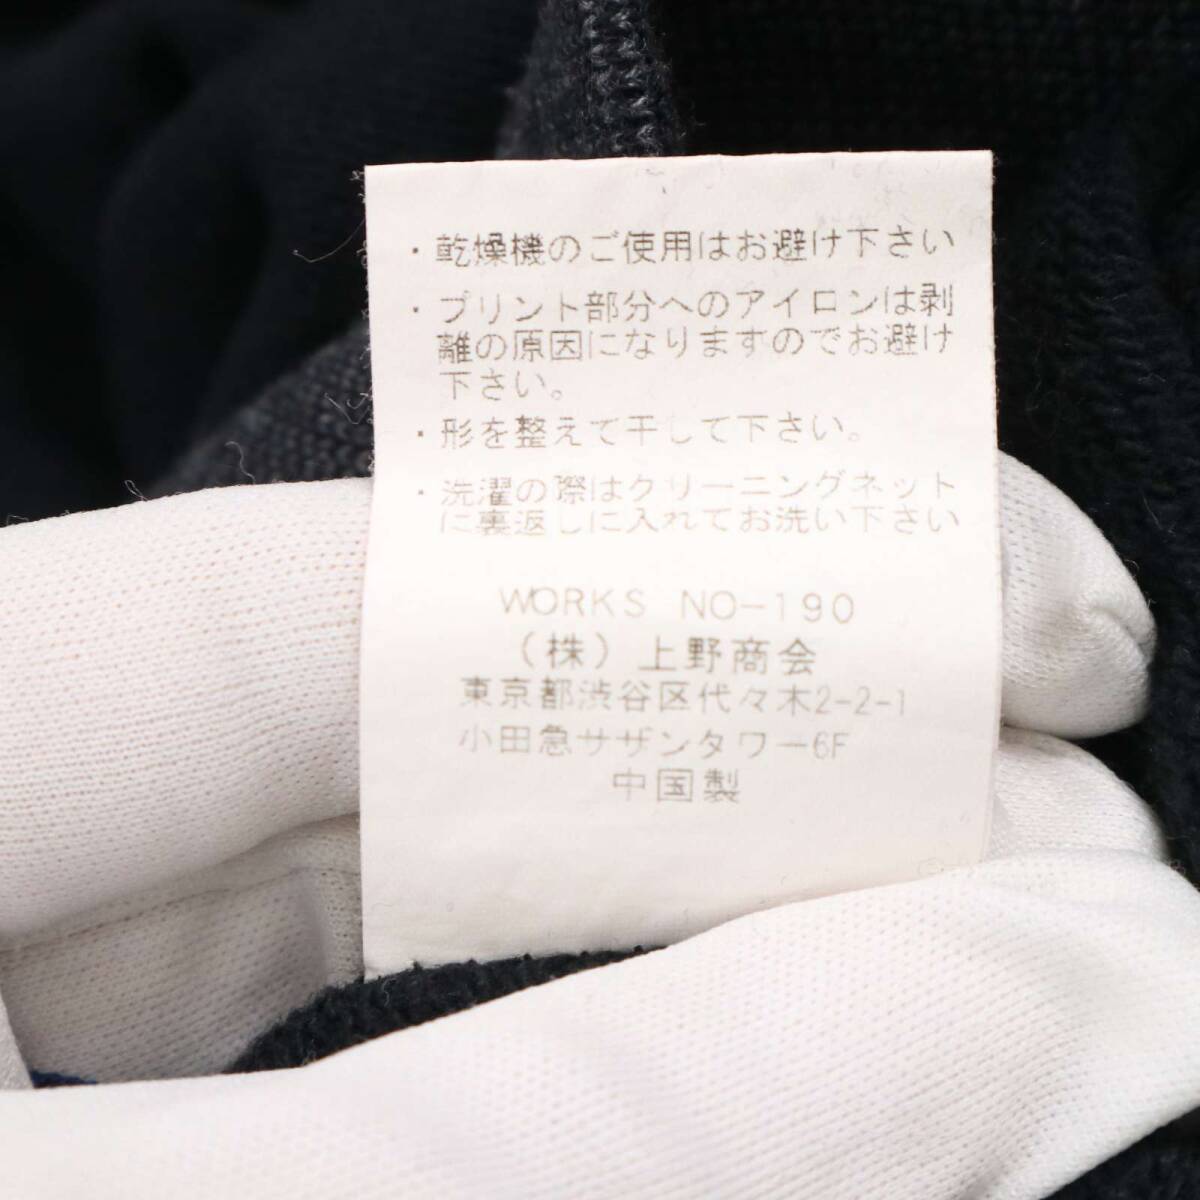 ・乾燥機のご使用はお避け下さい
・プリント部分へのアイロンは剥
離の原因になりますのでお避け
下さい。
・形を整えて干して下さい。
・洗濯の際はクリーニングネット
に裏返しに入れてお洗い下さい
WORKS NO-190
(株)上野商会
東京都渋谷区代々木2-2-1
小田急サザンタワー6F
中国製